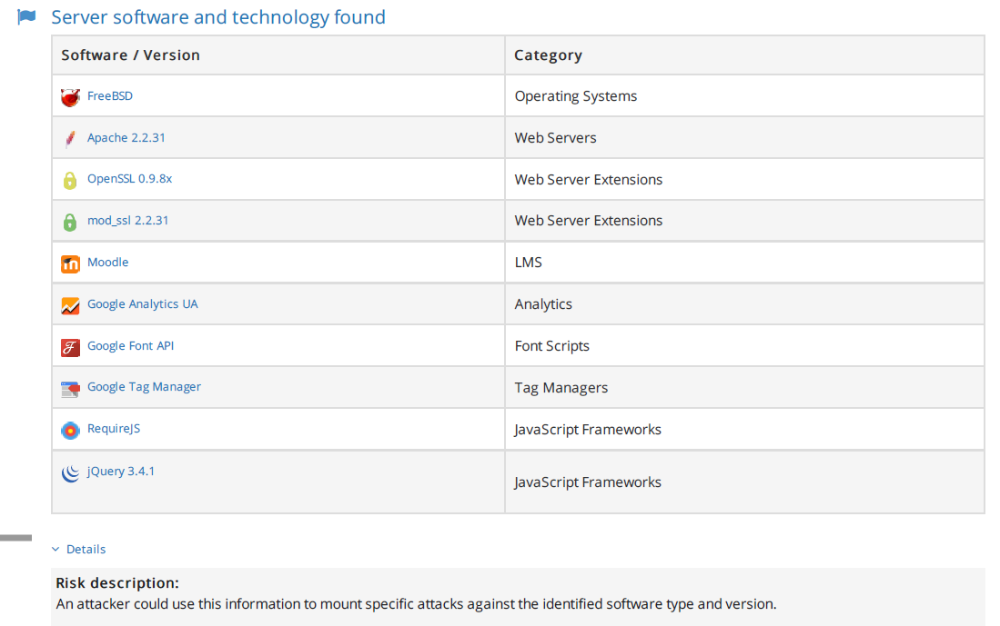 Server software and technology found
Software / Version Category
FreeBSD Operating Systems
Apache 2.2.31 Web Servers
OpenSSL 0.9.8x Web Server Extensions
mod_ssl 2.2.31 Web Server Extensions
Moodle LMS
Google Analytics UA Analytics
Google Font API Font Scripts
Google Tag Manager Tag Managers
RequireJS JavaScript Frameworks
jQuery 3.4.1 JavaScript Frameworks
Details
Risk description:
An attacker could use this information to mount specific attacks against the identified software type and version.